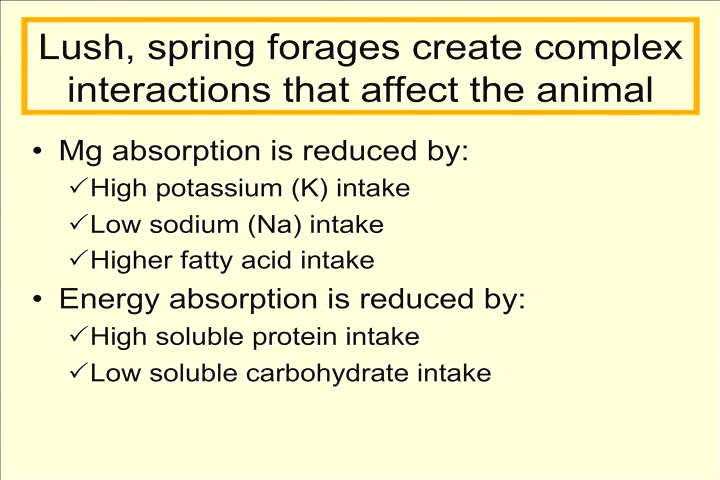 Lush, spring forages create complex
interactions that affect the animal
• Mg absorption is reduced by:
✓High potassium (K) intake
✓Low sodium (Na) intake
✓Higher fatty acid intake
• Energy absorption is reduced by:
✓High soluble protein intake
✓Low soluble carbohydrate intake